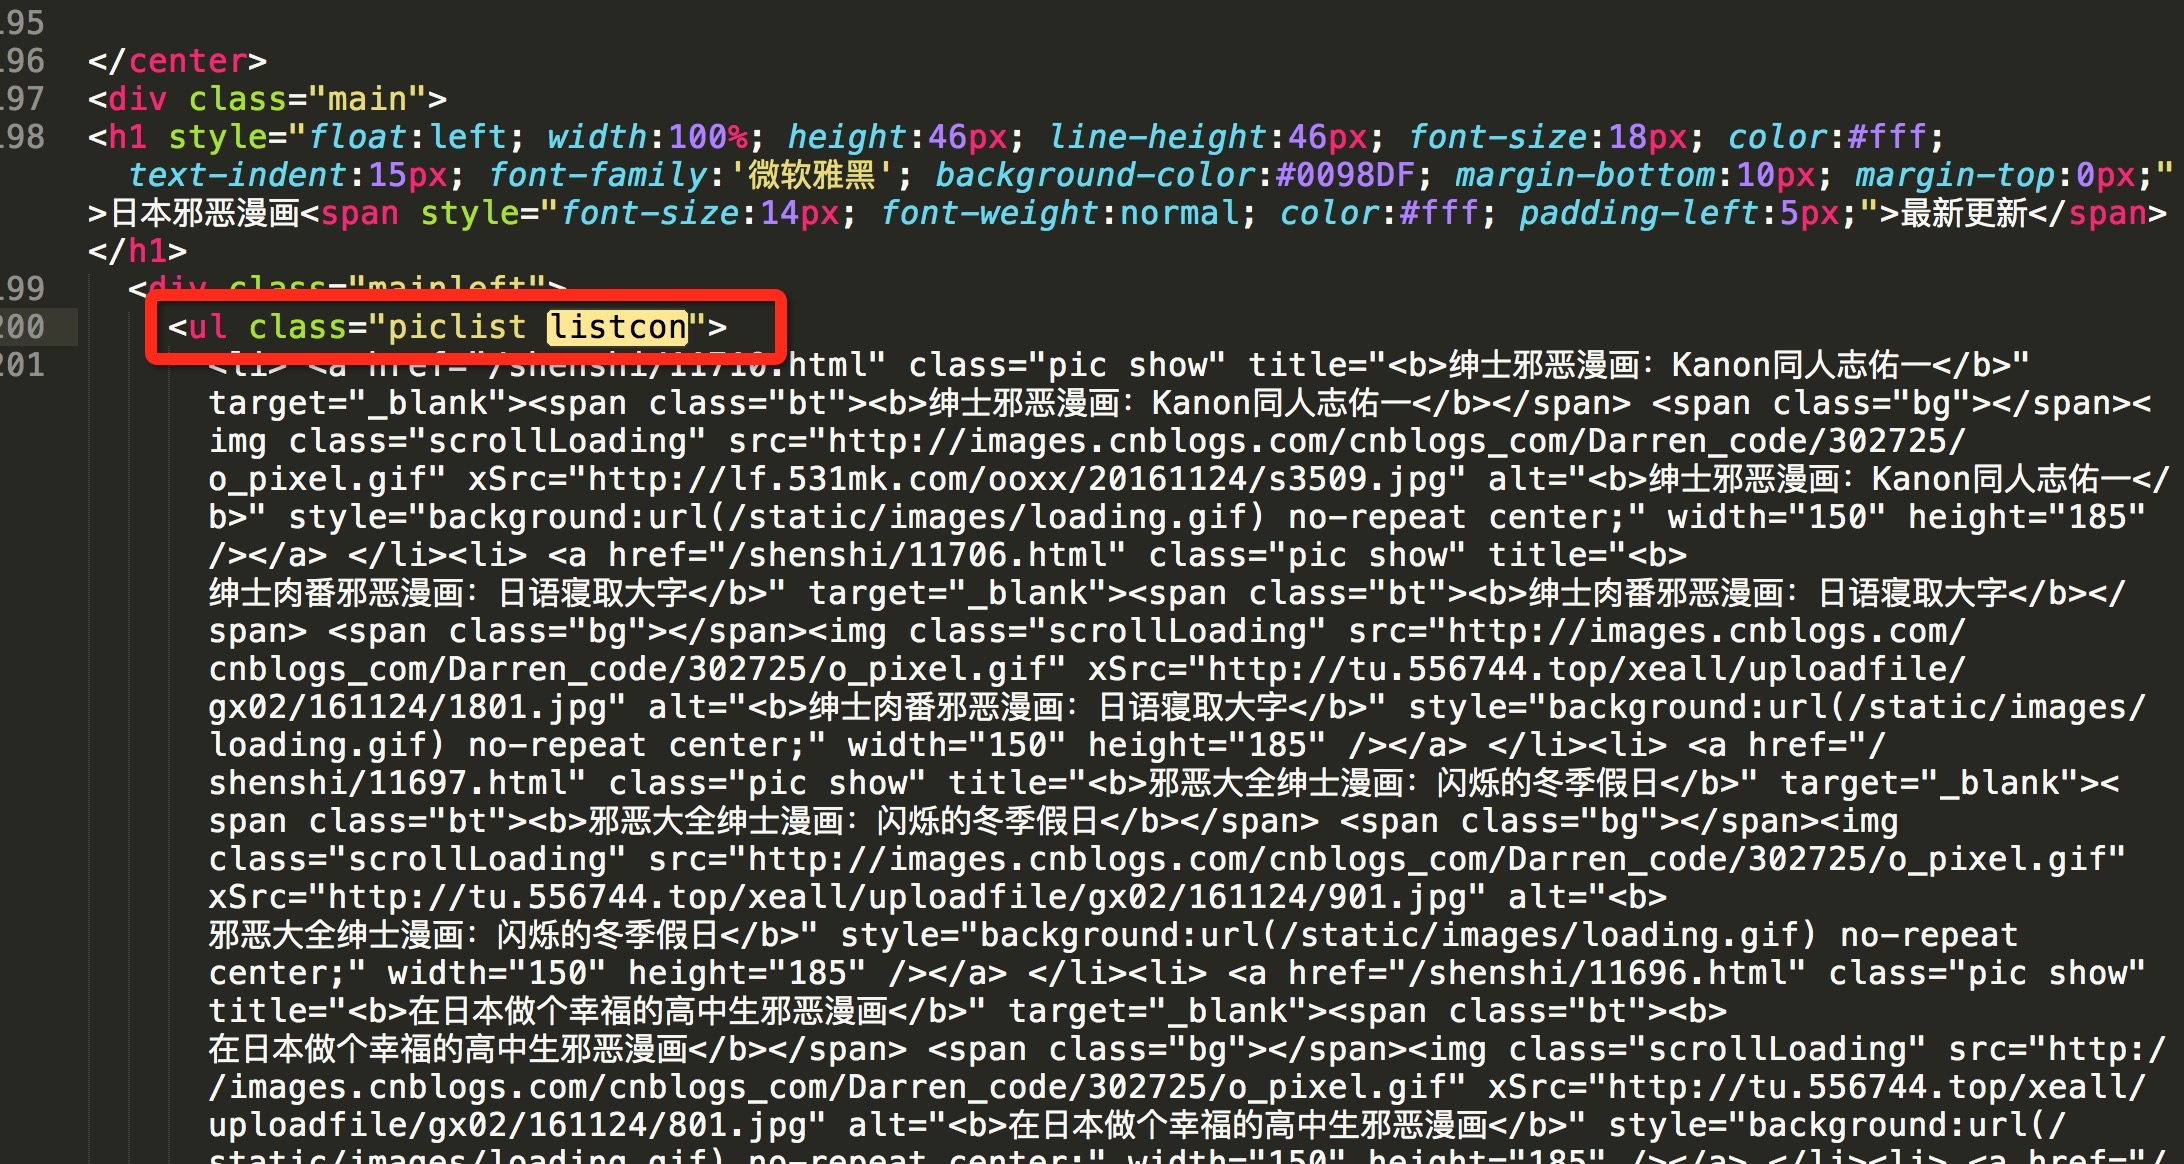 195
196 </center>
197 <div class="main">
198 <h1 style="float:left; width:100%; height:46px; line-height:46px; font-size:18px; color:#fff;
text-indent:15px; font-family:'微软雅黑'; background-color:#0098DF; margin-bottom:10px; margin-top:0px;"
>日本邪恶漫画<span style="font-size:14px; font-weight:normal; color:#fff; padding-left:5px;">最新更新</span>
</h1>
199 <div class="mainleft">
200 <ul class="piclist listcon">
201 <li> <a href="/shenshi/11710.html" class="pic show" title="<b>绅士邪恶漫画：Kanon同人志佑一</b>"
target="_blank"><span class="bt"><b>绅士邪恶漫画：Kanon同人志佑一</b></span> <span class="bg"></span><
img class="scrollLoading" src="http://images.cnblogs.com/cnblogs_com/Darren_code/302725/
o_pixel.gif" xSrc="http://lf.531mk.com/ooxx/20161124/s3509.jpg" alt="<b>绅士邪恶漫画：Kanon同人志佑一</
b>" style="background:url(/static/images/loading.gif) no-repeat center;" width="150" height="185"
/></a> </li><li> <a href="/shenshi/11706.html" class="pic show" title="<b>
绅士肉番邪恶漫画：日语寝取大字</b>" target="_blank"><span class="bt"><b>绅士肉番邪恶漫画：日语寝取大字</b></
span> <span class="bg"></span><img class="scrollLoading" src="http://images.cnblogs.com/
cnblogs_com/Darren_code/302725/o_pixel.gif" xSrc="http://tu.556744.top/xeall/uploadfile/
gx02/161124/1801.jpg" alt="<b>绅士肉番邪恶漫画：日语寝取大字</b>" style="background:url(/static/images/
loading.gif) no-repeat center;" width="150" height="185" /></a> </li><li> <a href="/
shenshi/11697.html" class="pic show" title="<b>邪恶大全绅士漫画：闪烁的冬季假日</b>" target="_blank"><
span class="bt"><b>邪恶大全绅士漫画：闪烁的冬季假日</b></span> <span class="bg"></span><img
class="scrollLoading" src="http://images.cnblogs.com/cnblogs_com/Darren_code/302725/o_pixel.gif"
xSrc="http://tu.556744.top/xeall/uploadfile/gx02/161124/901.jpg" alt="<b>
邪恶大全绅士漫画：闪烁的冬季假日</b>" style="background:url(/static/images/loading.gif) no-repeat
center;" width="150" height="185" /></a> </li><li> <a href="/shenshi/11696.html" class="pic show"
title="<b>在日本做个幸福的高中生邪恶漫画</b>" target="_blank"><span class="bt"><b>
在日本做个幸福的高中生邪恶漫画</b></span> <span class="bg"></span><img class="scrollLoading" src="http:/
/images.cnblogs.com/cnblogs_com/Darren_code/302725/o_pixel.gif" xSrc="http://tu.556744.top/xeall/
uploadfile/gx02/161124/801.jpg" alt="<b>在日本做个幸福的高中生邪恶漫画</b>" style="background:url(/
static/images/loading.gif) no-repeat center;" width="150" height="185" /></a> </li><li> <a href="/